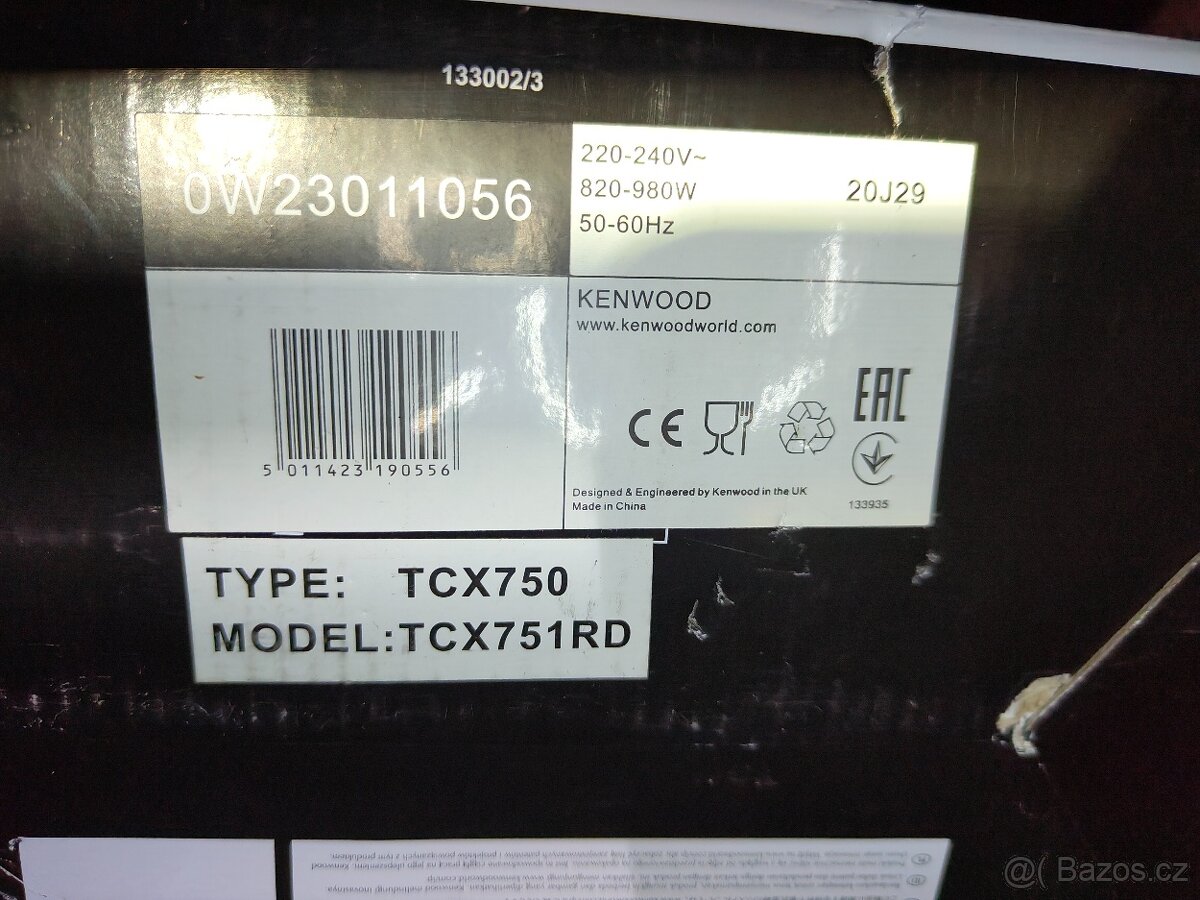 133002/3
0W23011056
220-240V~
820-980W
20J29
50-60Hz
KENWOOD
www.kenwoodworld.com
CE
EAC
5 011423 190556
Designed & Engineered by Kenwood in the UK
Made in China
133935
TYPE: TCX750
MODEL:TCX751RD
@( Bazos.cz